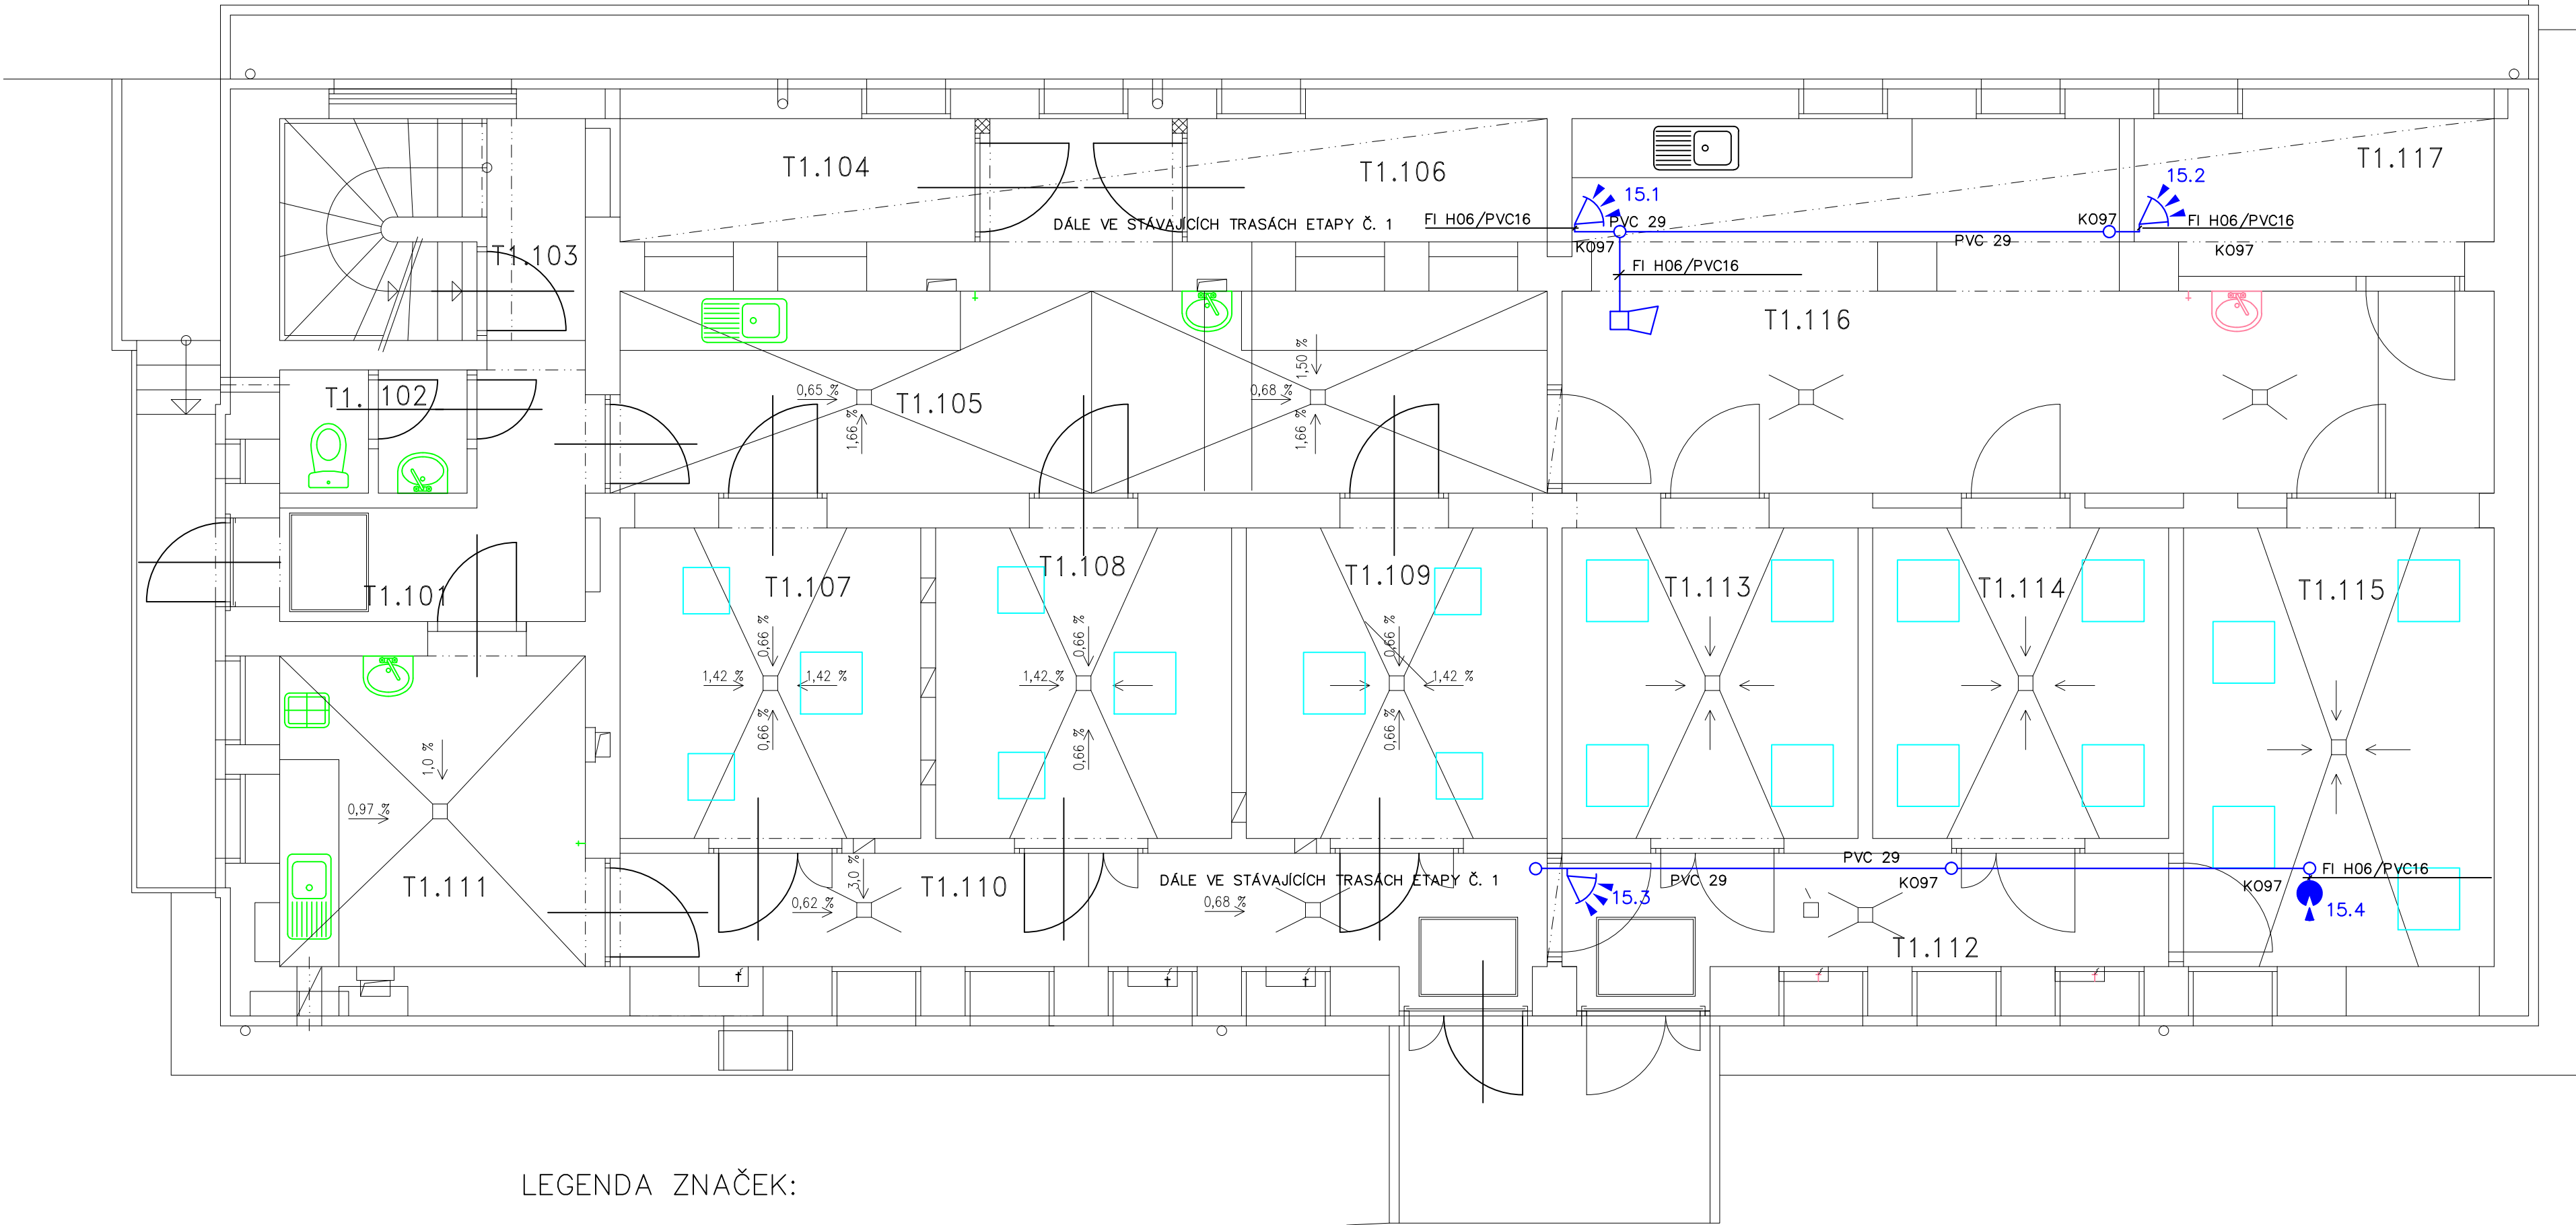 T1.104
T1.106
T1.117
15.1
15.2
DÁLE VE STÁVAJÍCÍCH TRASÁCH ETAPY Č. 1
FI H06/PVC16
PVC 29
KO97
FI H06/PVC16
KO97
PVC 29
KO97
T1.103
FI H06/PVC16
T1.116
T1.102
0,65 %
T1.105
1,66 %
0,68 %
1,50 %
1,66 %
T1.101
T1.107
T1.108
T1.109
T1.113
T1.114
T1.115
0,66 %
0,66 %
0,66 %
1,42 %
1,42 %
1,42 %
1,42 %
0,66 %
0,66 %
0,66 %
1,0 %
0,97 %
T1.111
3,0 %
0,62 %
T1.110
DÁLE VE STÁVAJÍCÍCH TRASÁCH ETAPY Č. 1
0,68 %
15.3
PVC 29
PVC 29
KO97
KO97
FI H06/PVC16
15.4
T1.112
LEGENDA ZNAČEK: